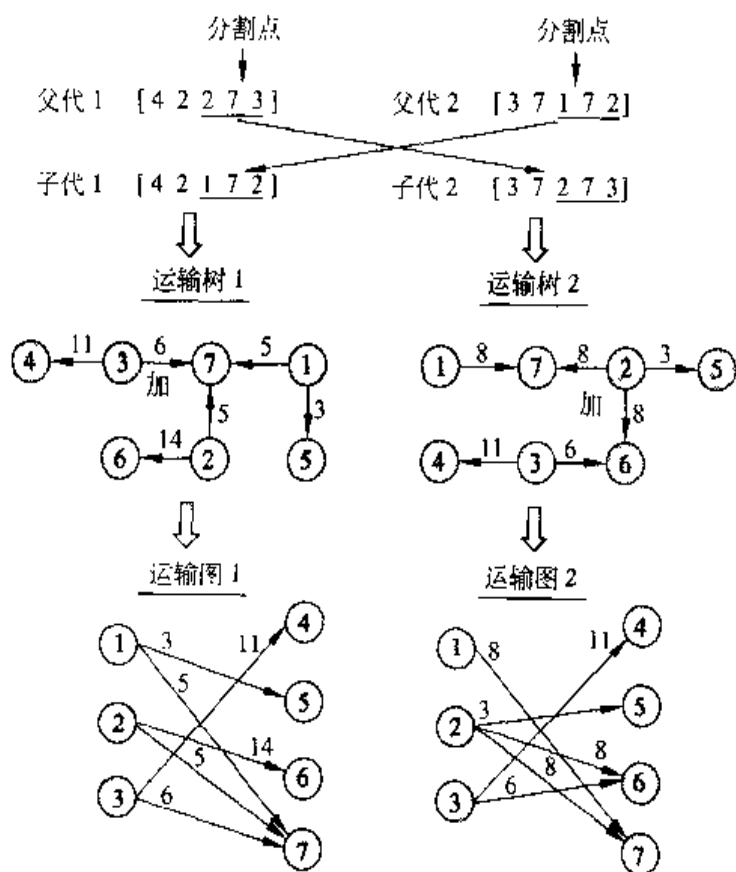 分割点 分割点
父代 1 [4 2 2 7 3] 父代 2 [3 7 1 7 2]
子代 1 [4 2 1 7 2] 子代 2 [3 7 2 7 3]
运输树 1 运输树 2
4 11 3 6 7 5 1
加 5 3
6 14 2 5
1 8 7 8 2 3 5
加 8
4 11 3 6 6
运输图 1 运输图 2
1 3 11 4
5 5
2 14
5 6
3 6
7
1 8 11 4
2 3 5
8
8 6
3 6
7